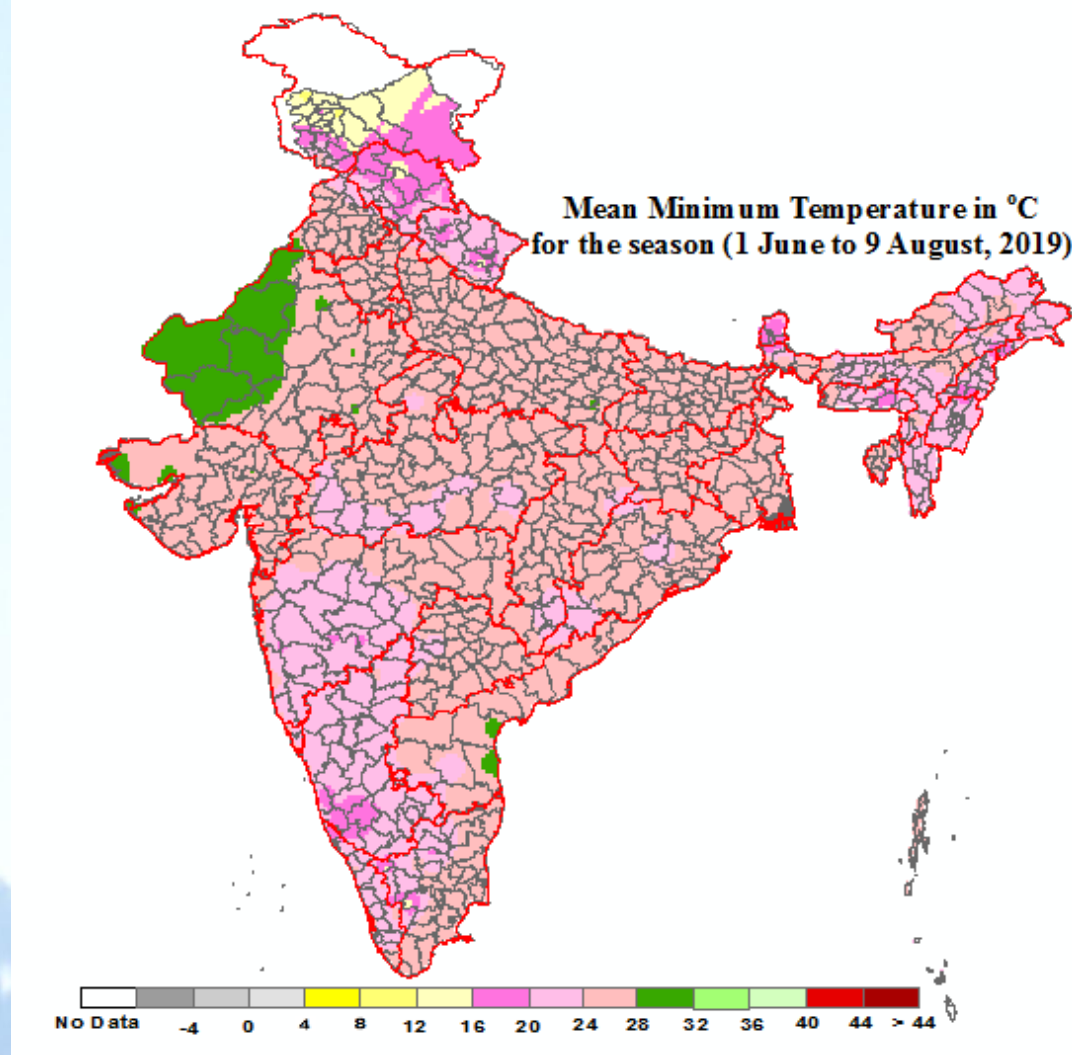 Mean Minimum Temperature in °C
for the season (1 June to 9 August, 2019)
No Data -4 0 4 8 12 16 20 24 28 32 36 40 44 > 44